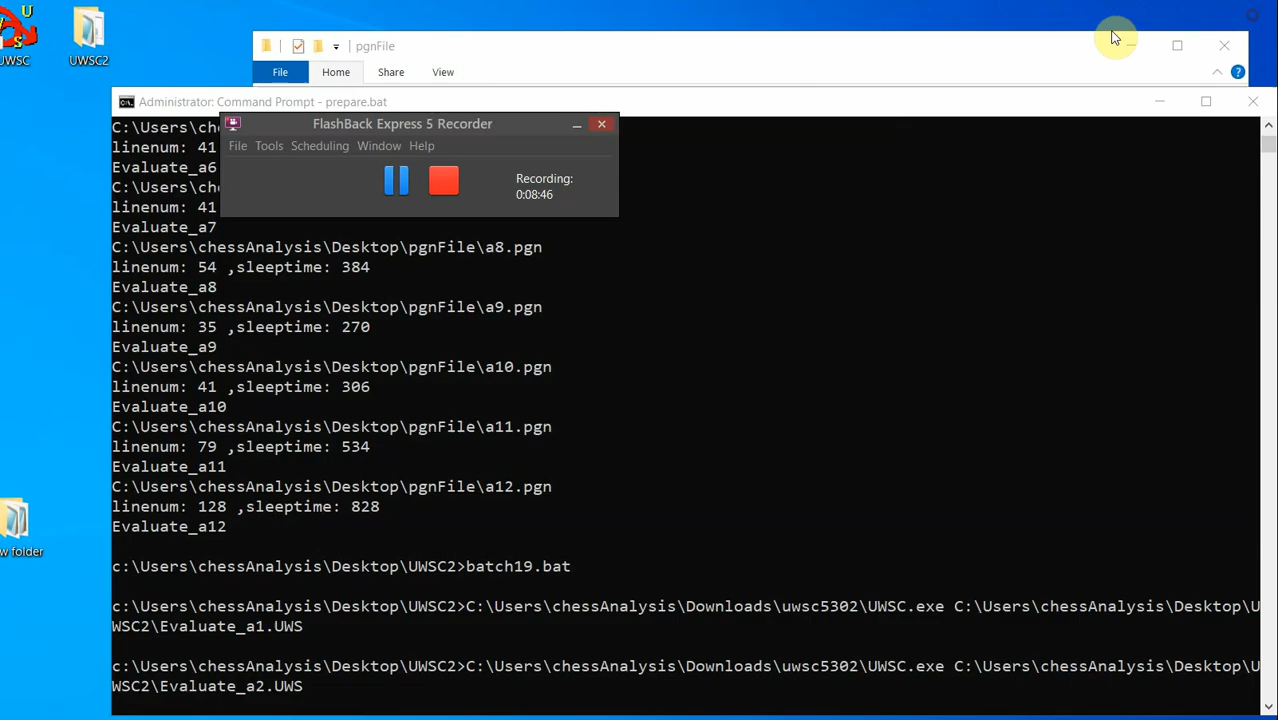 U
S
UWSC
UWSC2
pgnFile
File
Home
Share
View
Administrator: Command Prompt - prepare.bat
FlashBack Express 5 Recorder
File Tools Scheduling Window Help
Recording:
0:08:46
linenum: 41
Evaluate_a6
linenum: 41
Evaluate_a7
C:\Users\chessAnalysis\Desktop\pgnFile\a8.pgn
linenum: 54 ,sleeptime: 384
Evaluate_a8
C:\Users\chessAnalysis\Desktop\pgnFile\a9.pgn
linenum: 35 ,sleeptime: 270
Evaluate_a9
C:\Users\chessAnalysis\Desktop\pgnFile\a10.pgn
linenum: 41 ,sleeptime: 306
Evaluate_a10
C:\Users\chessAnalysis\Desktop\pgnFile\a11.pgn
linenum: 79 ,sleeptime: 534
Evaluate_a11
C:\Users\chessAnalysis\Desktop\pgnFile\a12.pgn
linenum: 128 ,sleeptime: 828
Evaluate_a12
w folder
c:\Users\chessAnalysis\Desktop\UWSC2>batch19.bat
c:\Users\chessAnalysis\Desktop\UWSC2>C:\Users\chessAnalysis\Downloads\uwsc5302\UWSC.exe C:\Users\chessAnalysis\Desktop\U
WSC2\Evaluate_a1.UWS
c:\Users\chessAnalysis\Desktop\UWSC2>C:\Users\chessAnalysis\Downloads\uwsc5302\UWSC.exe C:\Users\chessAnalysis\Desktop\U
WSC2\Evaluate_a2.UWS